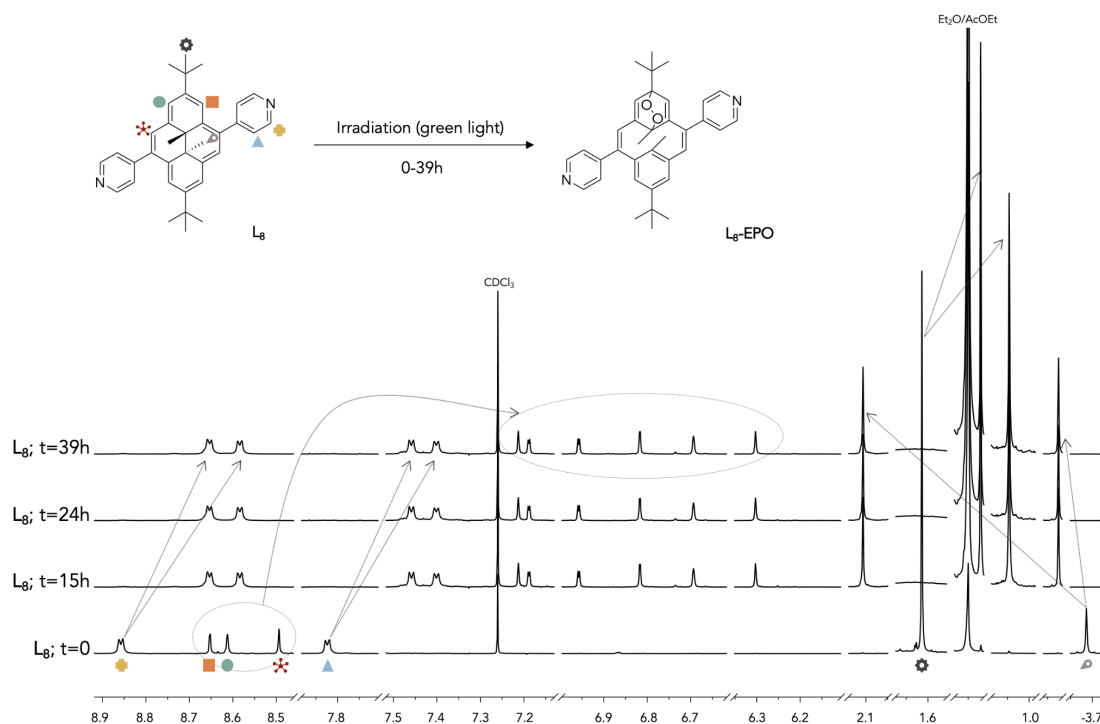 Et₂O/AcOEt
N
Irradiation (green light)
0-39h
N
L₈
N
O
O
N
L₈-EPO
CDCl₃
L₈; t=39h
L₈; t=24h
L₈; t=15h
L₈; t=0
8.9 8.8 8.7 8.6 8.5 7.8 7.5 7.4 7.3 7.2 6.9 6.8 6.7 6.3 6.2 2.1 1.6 1.0 -3.7